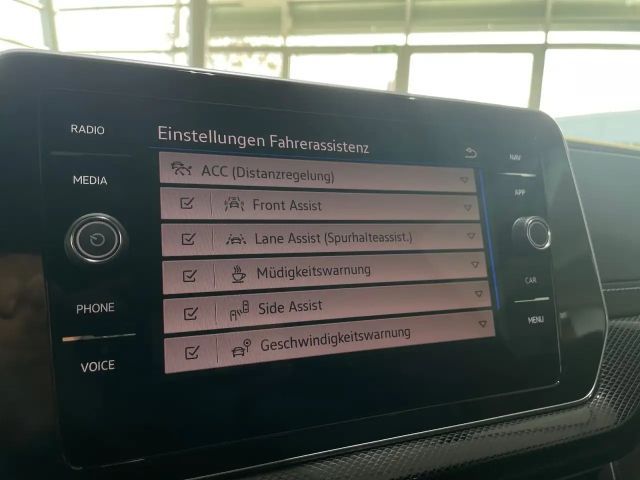 RADIO
MEDIA
PHONE
VOICE
Einstellungen Fahrerassistenz
ACC (Distanzregelung)
Front Assist
Lane Assist (Spurhalteassist.)
Müdigkeitswarnung
Side Assist
Geschwindigkeitswarnung
NAV
APP
CAR
MENU